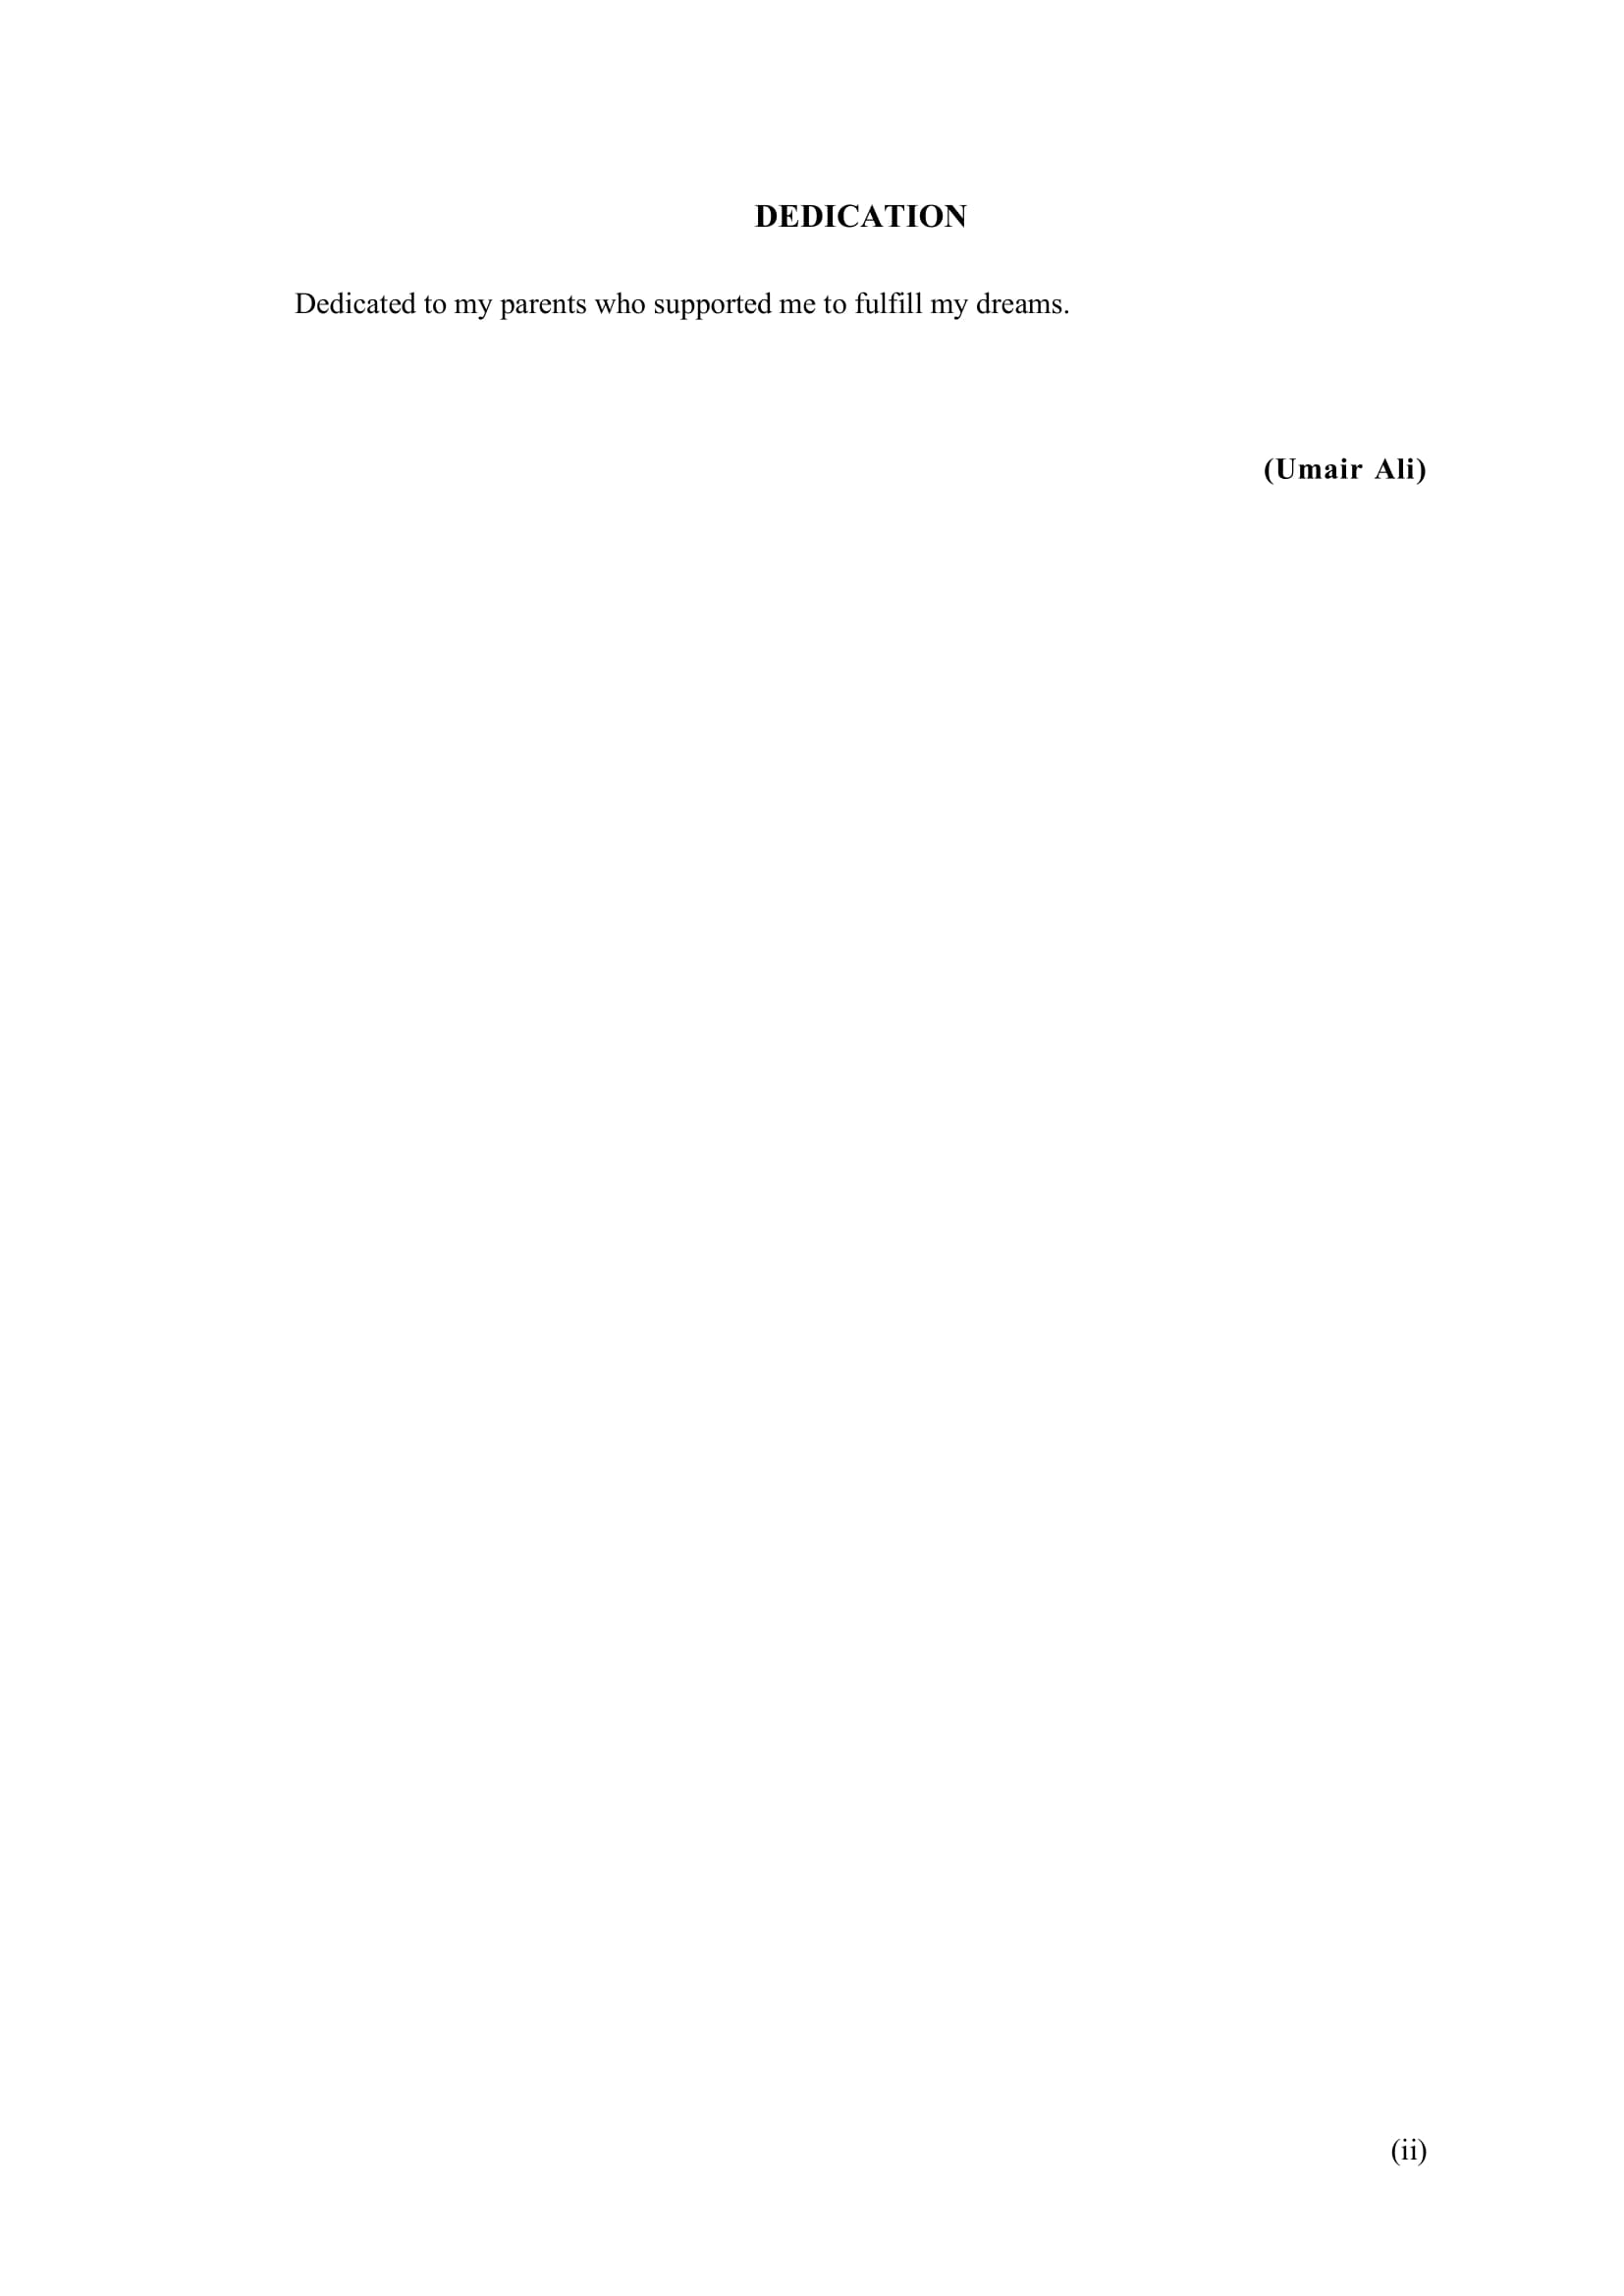 DEDICATION
Dedicated to my parents who supported me to fulfill my dreams.
(Umair Ali)
(ii)